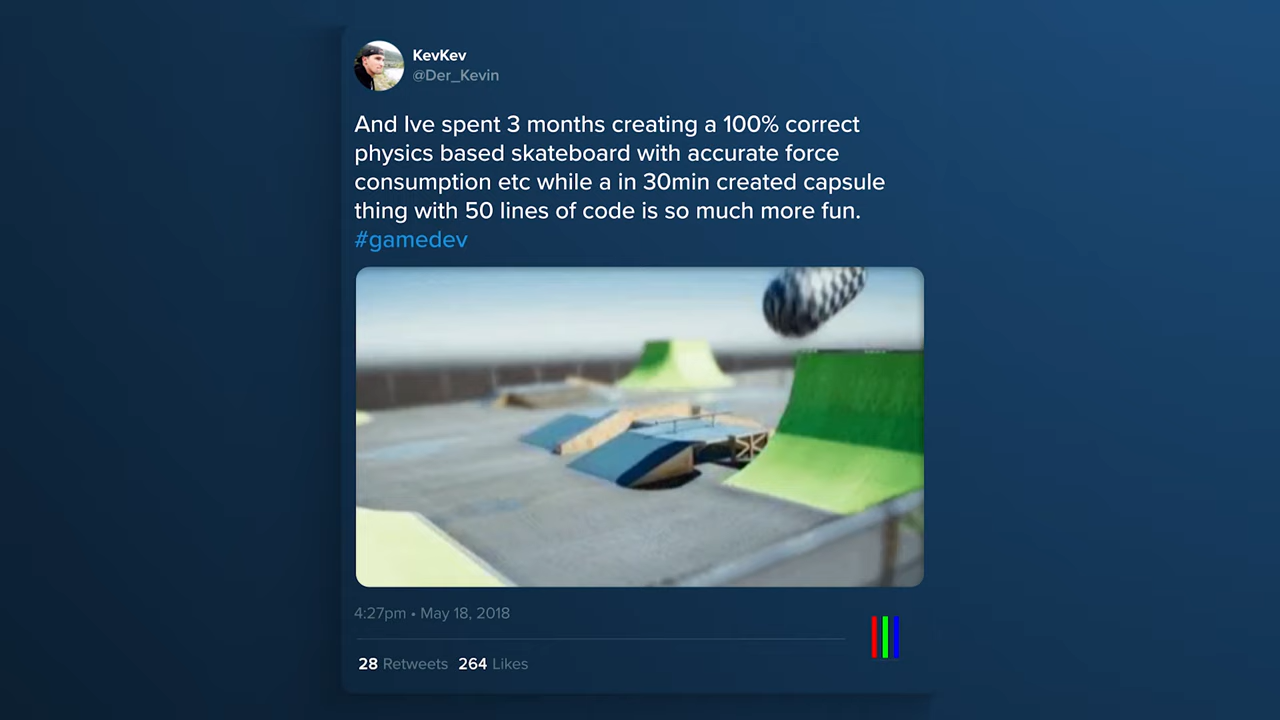 KevKev
@Der_Kevin
And Ive spent 3 months creating a 100% correct
physics based skateboard with accurate force
consumption etc while a in 30min created capsule
thing with 50 lines of code is so much more fun.
#gamedev
4:27pm • May 18, 2018
28 Retweets 264 Likes